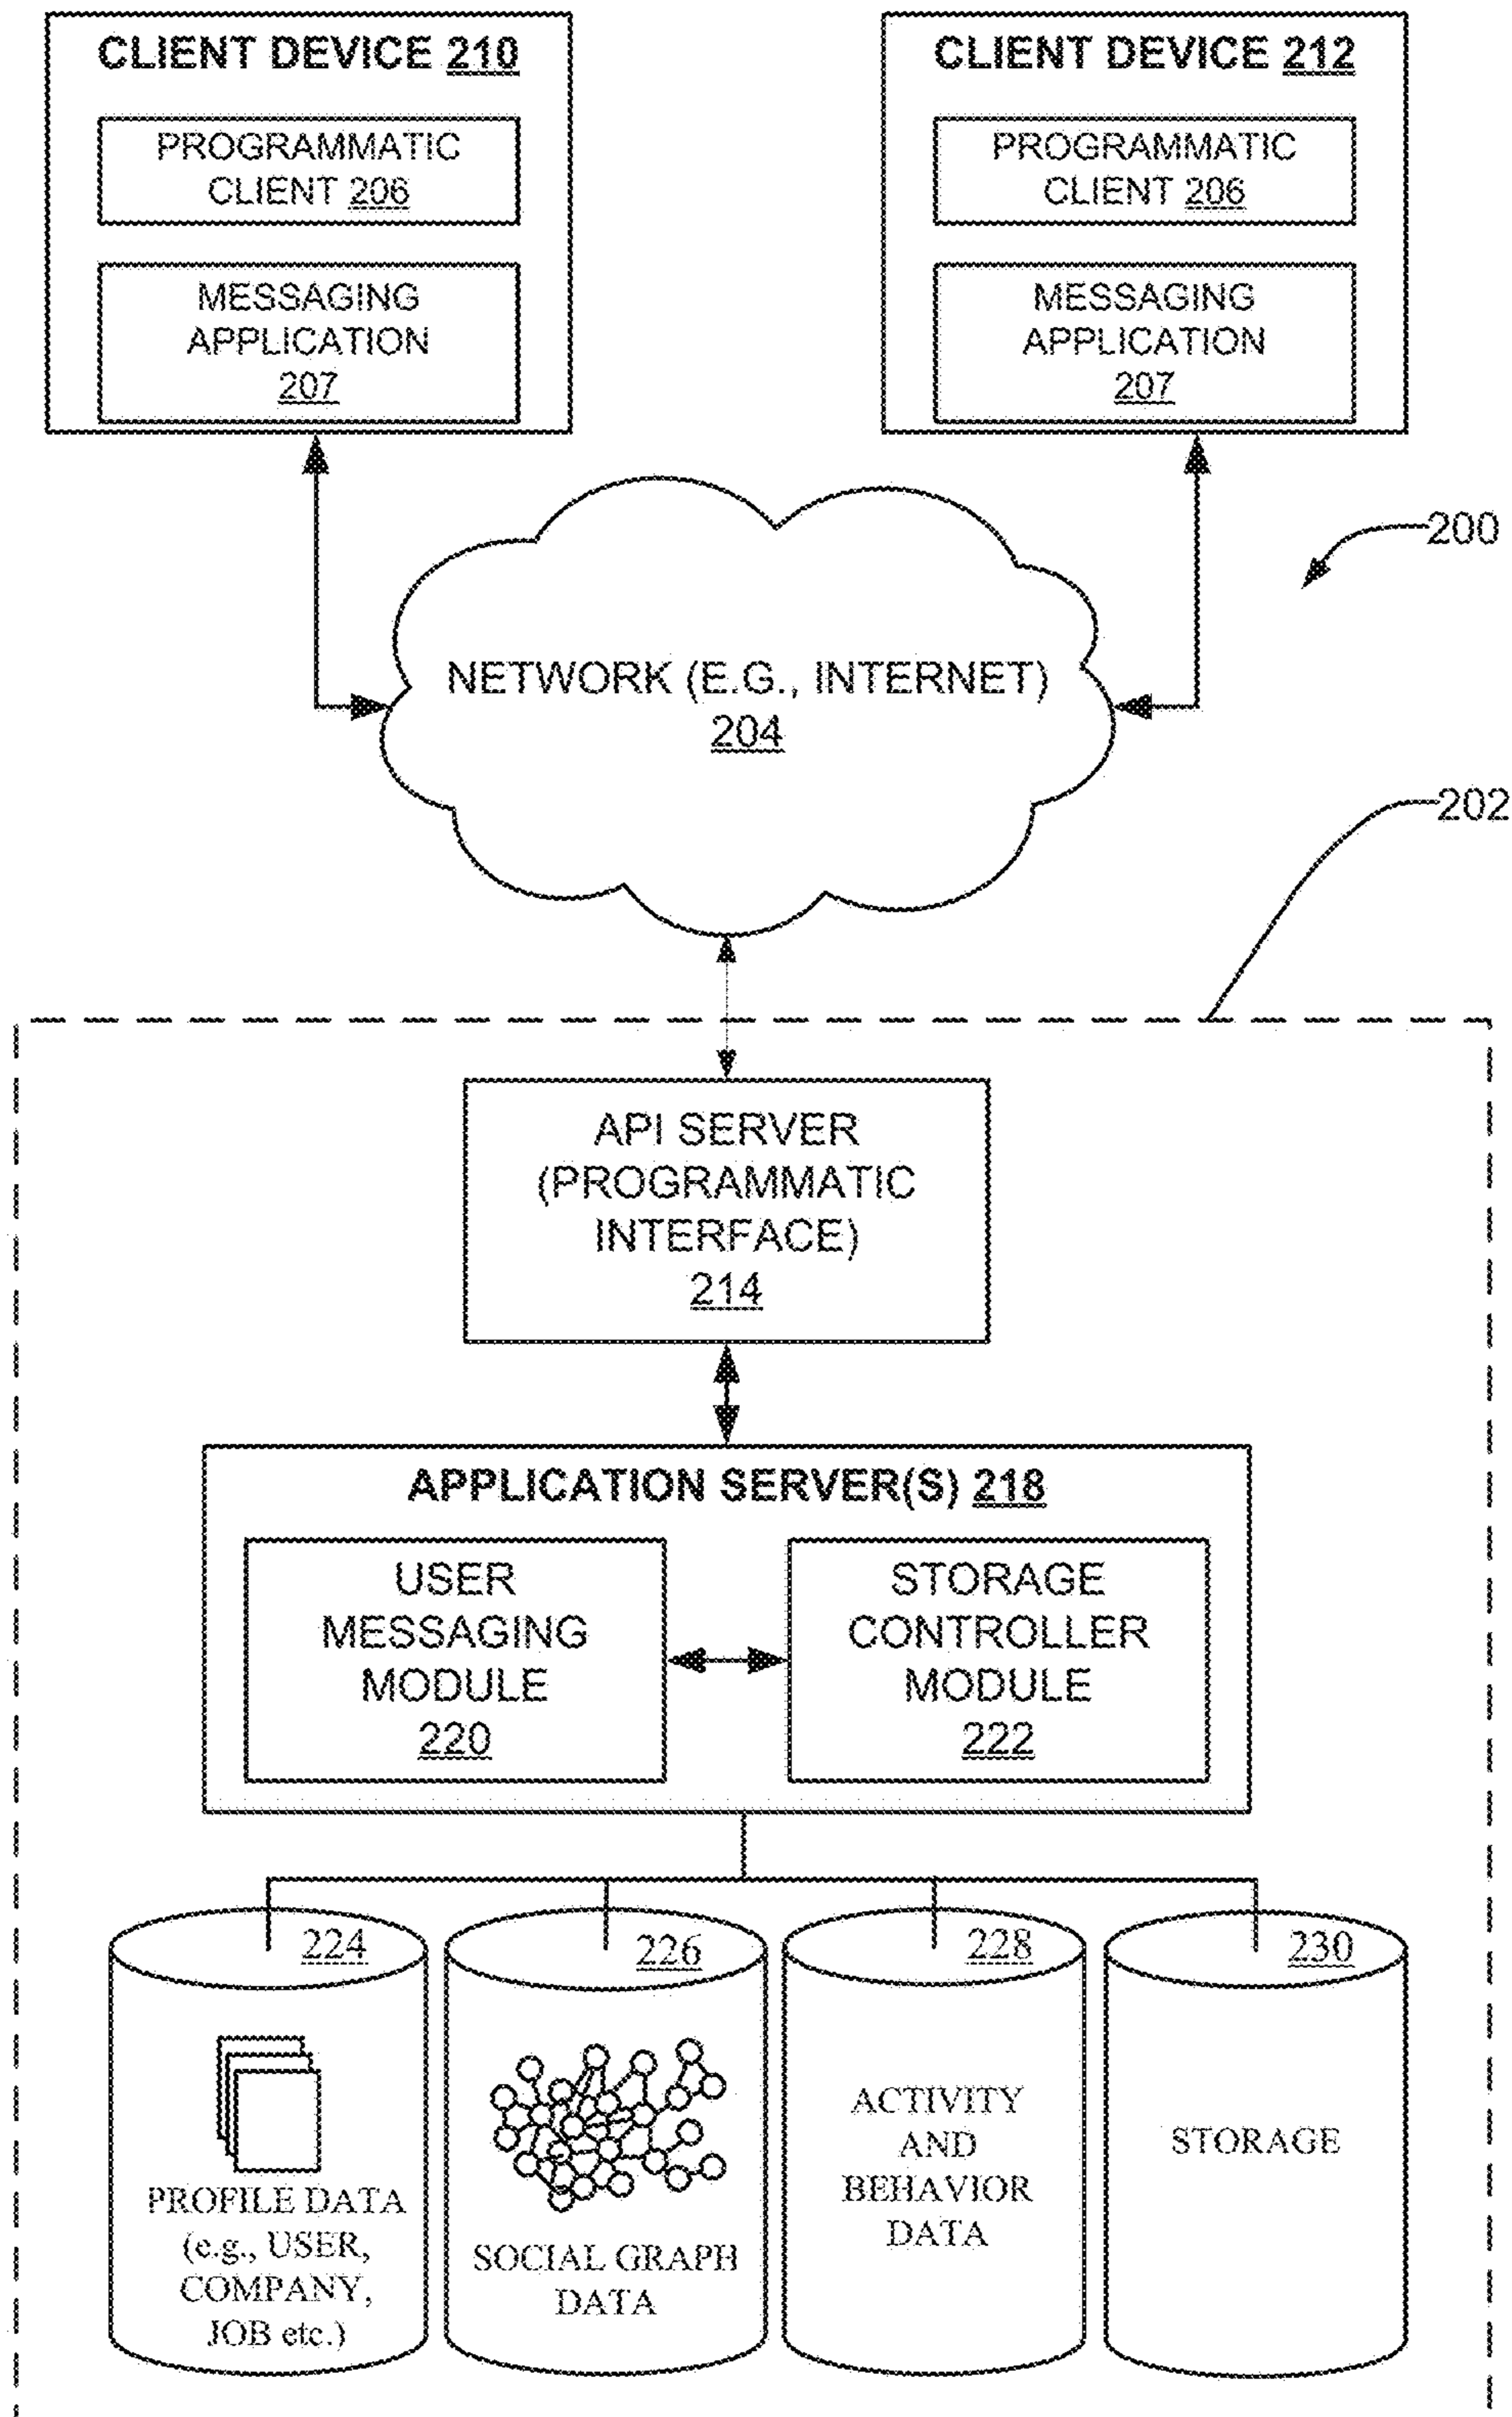 CLIENT DEVICE 210
PROGRAMMATIC
CLIENT 206
MESSAGING
APPLICATION
207
CLIENT DEVICE 212
PROGRAMMATIC
CLIENT 206
MESSAGING
APPLICATION
207
200
NETWORK (E.G., INTERNET)
204
202
API SERVER
(PROGRAMMATIC
INTERFACE)
214
APPLICATION SERVER(S) 218
USER
MESSAGING
MODULE
220
STORAGE
CONTROLLER
MODULE
222
224
PROFILE DATA
(e.g., USER,
COMPANY,
JOB etc.)
226
SOCIAL GRAPH
DATA
228
ACTIVITY
AND
BEHAVIOR
DATA
230
STORAGE